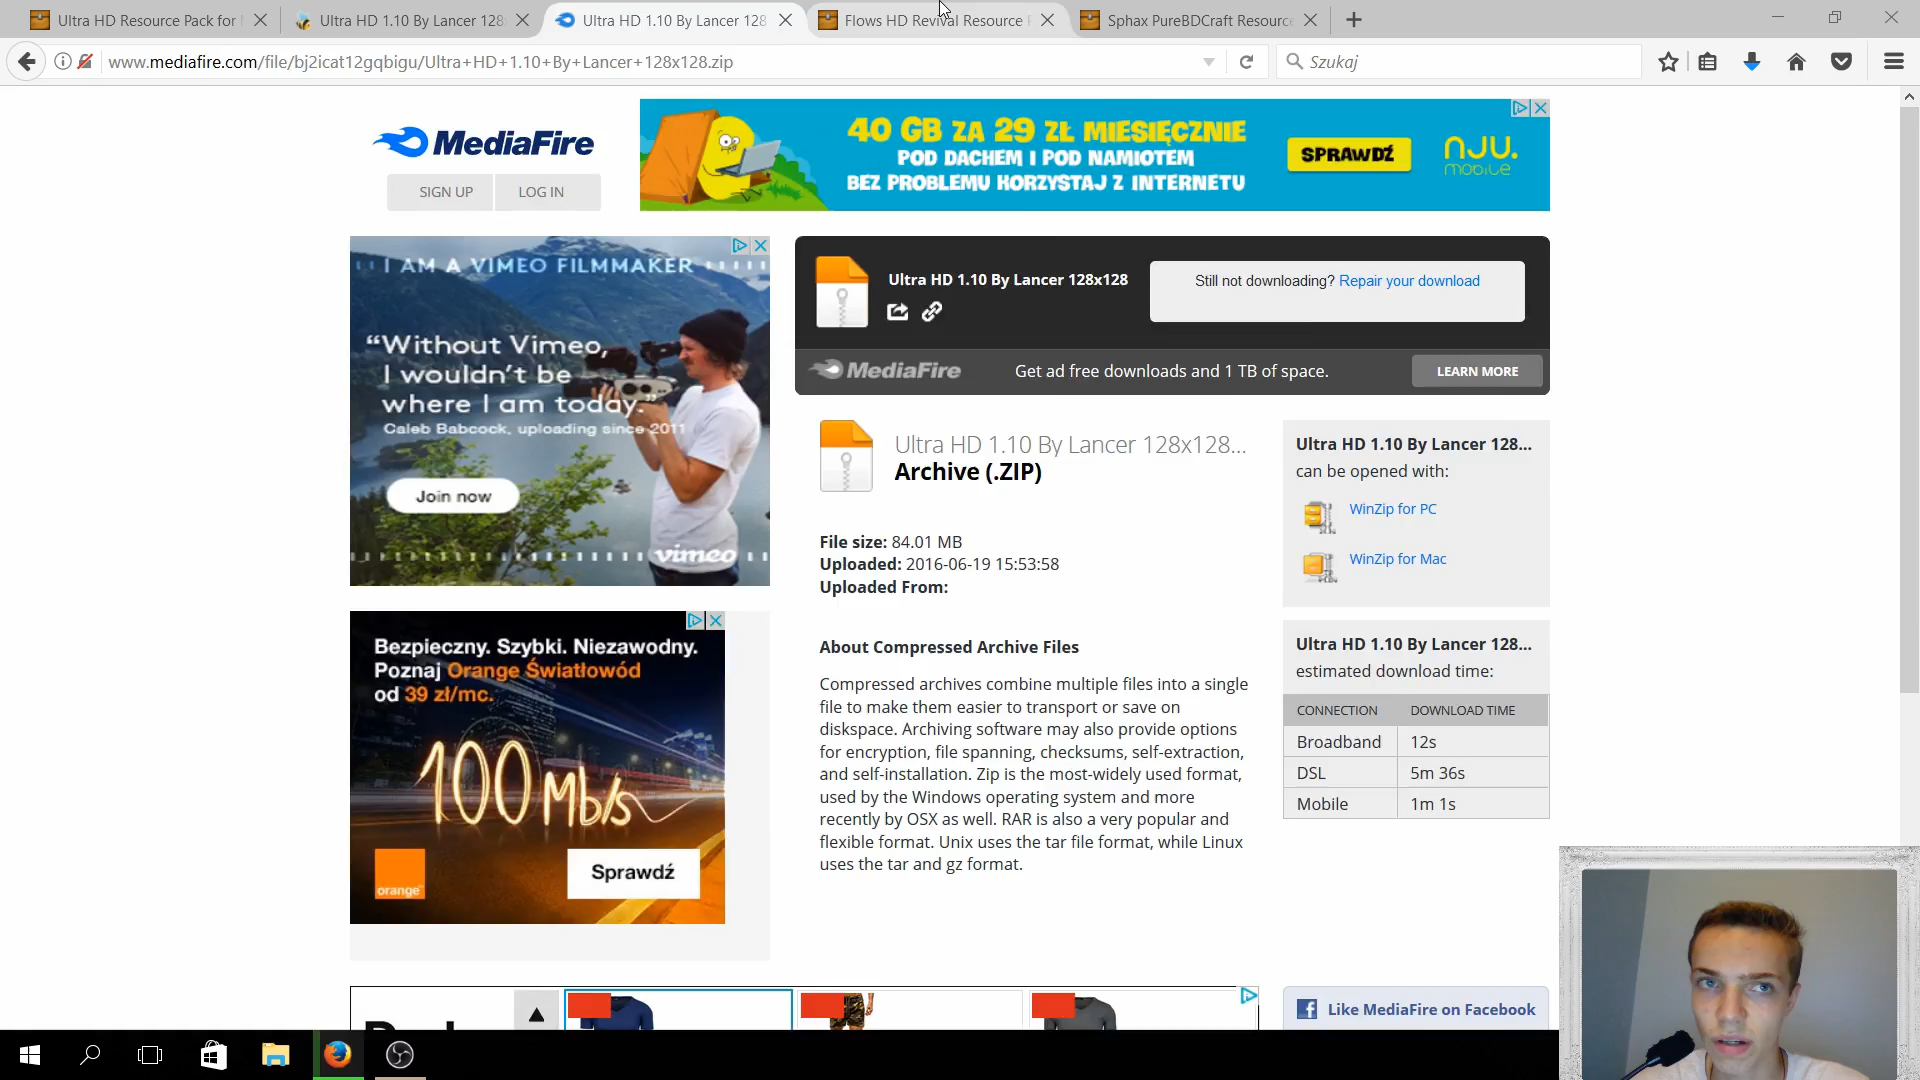 Ultra HD Resource Pack for
Ultra HD 1.10 By Lancer 128
Ultra HD 1.10 By Lancer 128
Flows HD Revival Resource
Sphax PureBDCraft Resource
www.mediafire.com/file/bj2icat12gqbigu/Ultra+HD+1.10+By+Lancer+128x128.zip
Szukaj
MediaFire
SIGN UP
LOG IN
40 GB ZA 29 ZŁ MIESIĘCZNIE
POD DACHEM I POD NAMIOTEM
BEZ PROBLEMU KORZYSTAJ Z INTERNETU
SPRAWDŹ
nju.
mobile
I AM A VIMEO FILMMAKER
“Without Vimeo,
I wouldn't be
where I am today.”
Caleb Babcock, uploading since 2011
Join now
vimeo
Ultra HD 1.10 By Lancer 128x128
Still not downloading? Repair your download
MediaFire
Get ad free downloads and 1 TB of space.
LEARN MORE
Ultra HD 1.10 By Lancer 128x128...
Archive (.ZIP)
File size: 84.01 MB
Uploaded: 2016-06-19 15:53:58
Uploaded From:
About Compressed Archive Files
Compressed archives combine multiple files into a single
file to make them easier to transport or save on
diskspace. Archiving software may also provide options
for encryption, file spanning, checksums, self-extraction,
and self-installation. Zip is the most-widely used format,
used by the Windows operating system and more
recently by OSX as well. RAR is also a very popular and
flexible format. Unix uses the tar file format, while Linux
uses the tar and gz format.
Ultra HD 1.10 By Lancer 128...
can be opened with:
WinZip for PC
WinZip for Mac
Ultra HD 1.10 By Lancer 128...
estimated download time:
CONNECTION DOWNLOAD TIME
Broadband 12s
DSL 5m 36s
Mobile 1m 1s
Bezpieczny. Szybki. Niezawodny.
Poznaj Orange Światłowód
od 39 zł/mc.
100 Mb/s
orange
Sprawdź
Like MediaFire on Facebook